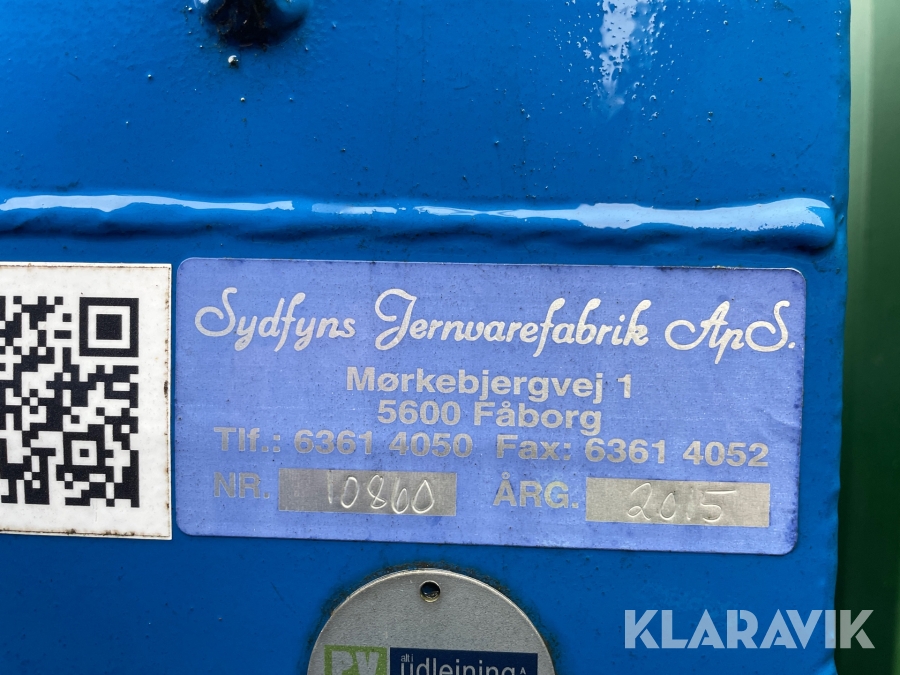 Sydfyns Jernvarefabrik ApS.
Mørkebjergvej 1
5600 Fåborg
Tlf.: 6361 4050 Fax: 6361 4052
NR. 10860 ÅRG. 2015
alt i
udlejning
KLARAVIK